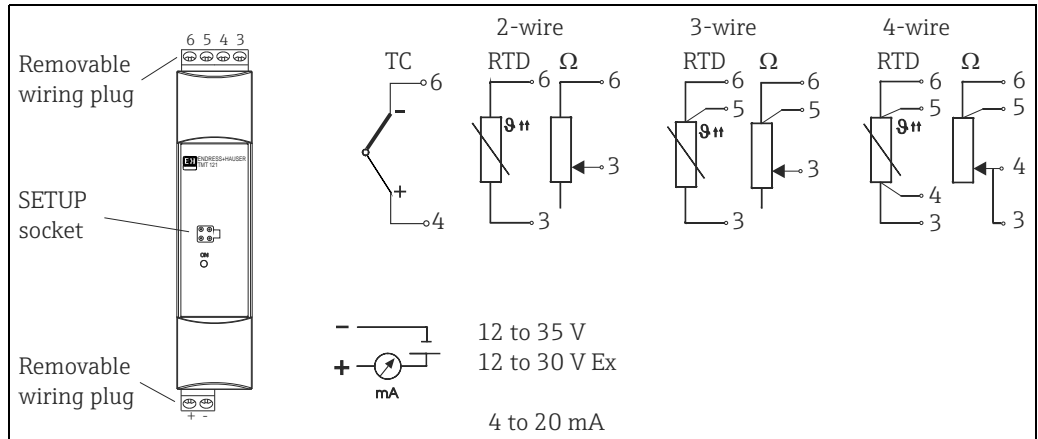 6 5 4 3
Removable
wiring plug
E+H
ENDRESS+HAUSER
TMT 121
SETUP
socket
ON
Removable
wiring plug
+ -
TC
6
-
+
4
2-wire
RTD Ω
6 6
ϑ
3
3
3-wire
RTD Ω
6 6
5 5
ϑ
3
3
4-wire
RTD Ω
6 6
5 5
ϑ
4 4
3 3
- 12 to 35 V
+ 12 to 30 V Ex
mA
4 to 20 mA